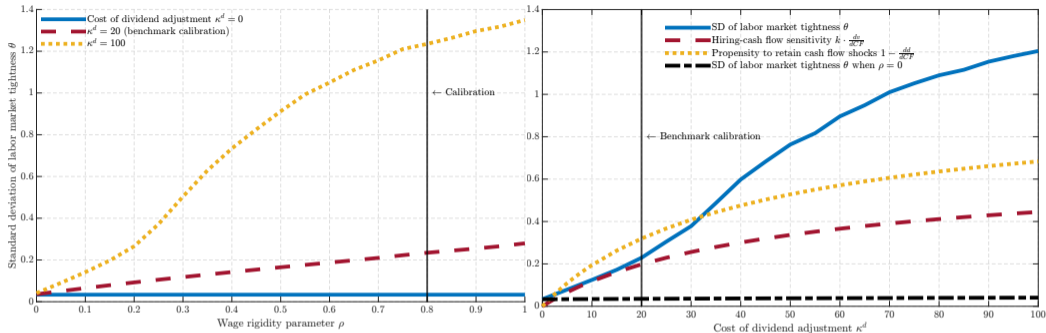 Standard deviation of labor market tightness θ
1.4
1.2
1
0.8
0.6
0.4
0.2
0
Cost of dividend adjustment κ^d = 0
κ^d = 20 (benchmark calibration)
κ^d = 100
← Calibration
0 0.1 0.2 0.3 0.4 0.5 0.6 0.7 0.8 0.9 1
Wage rigidity parameter ρ
1.4
1.2
1
0.8
0.6
0.4
0.2
0
SD of labor market tightness θ
Hiring-cash flow sensitivity k · dv/dCF
Propensity to retain cash flow shocks 1 − dd/dCF
SD of labor market tightness θ when ρ = 0
← Benchmark calibration
0 10 20 30 40 50 60 70 80 90 100
Cost of dividend adjustment κ^d